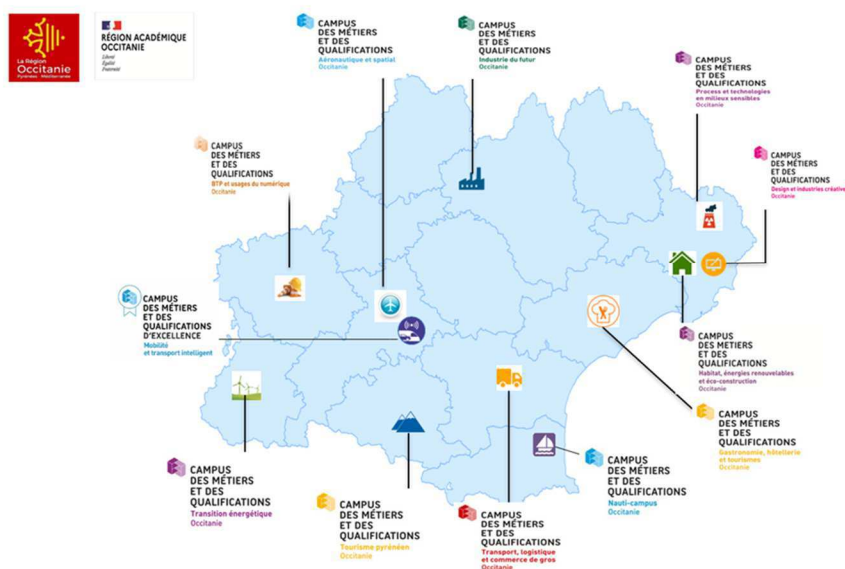 La Région
Occitanie
Pyrénées - Méditerranée
RÉGION ACADÉMIQUE
OCCITANIE
Liberté
Égalité
Fraternité
CAMPUS
DES MÉTIERS
ET DES
QUALIFICATIONS
Aéronautique et spatial
Occitanie
CAMPUS
DES MÉTIERS
ET DES
QUALIFICATIONS
Industrie du futur
Occitanie
CAMPUS
DES MÉTIERS
ET DES
QUALIFICATIONS
Process et technologies
en milieux sensibles
Occitanie
CAMPUS
DES MÉTIERS
ET DES
QUALIFICATIONS
BTP et usages du numérique
Occitanie
CAMPUS
DES MÉTIERS
ET DES
QUALIFICATIONS
Design et industries créative
Occitanie
CAMPUS
DES MÉTIERS
ET DES
QUALIFICATIONS
D'EXCELLENCE
Mobilité
et transport intelligent
CAMPUS
DES METIERS
ET DES
QUALIFICATIONS
Habitat, énergies renouvelables
et éco-construction
Occitanie
CAMPUS
DES MÉTIERS
ET DES
QUALIFICATIONS
Gastronomie, hôtellerie
et tourismes
Occitanie
CAMPUS
DES MÉTIERS
ET DES
QUALIFICATIONS
Transition énergétique
Occitanie
CAMPUS
DES MÉTIERS
ET DES
QUALIFICATIONS
Tourisme pyrénéen
Occitanie
CAMPUS
DES MÉTIERS
ET DES
QUALIFICATIONS
Transport, logistique
et commerce de gros
Occitanie
CAMPUS
DES MÉTIERS
ET DES
QUALIFICATIONS
Nauti-campus
Occitanie